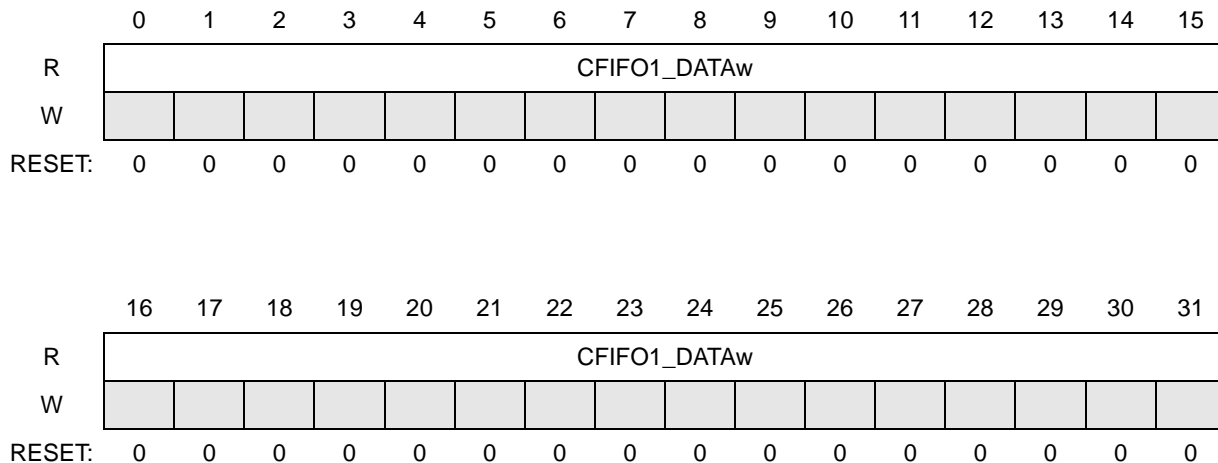 0 1 2 3 4 5 6 7 8 9 10 11 12 13 14 15
R CFIFO1_DATAw
W
RESET: 0 0 0 0 0 0 0 0 0 0 0 0 0 0 0 0
16 17 18 19 20 21 22 23 24 25 26 27 28 29 30 31
R CFIFO1_DATAw
W
RESET: 0 0 0 0 0 0 0 0 0 0 0 0 0 0 0 0